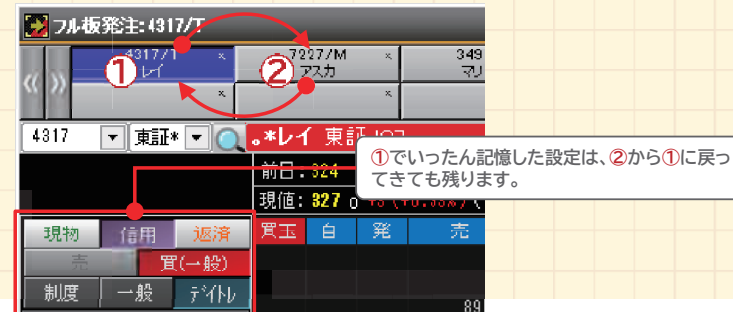 フル板発注:4317/T
4317/T × 7227/M × 349
① レイ ② アスカ マリ
« » × ×
4317 東証* 。*レイ 東証
①でいったん記憶した設定は、②から①に戻っ
てきても残ります。
前日: 324
現値: 327
現物 信用 返済 買玉 自 発 売
売 買(一般)
制度 一般 デイトレ
89